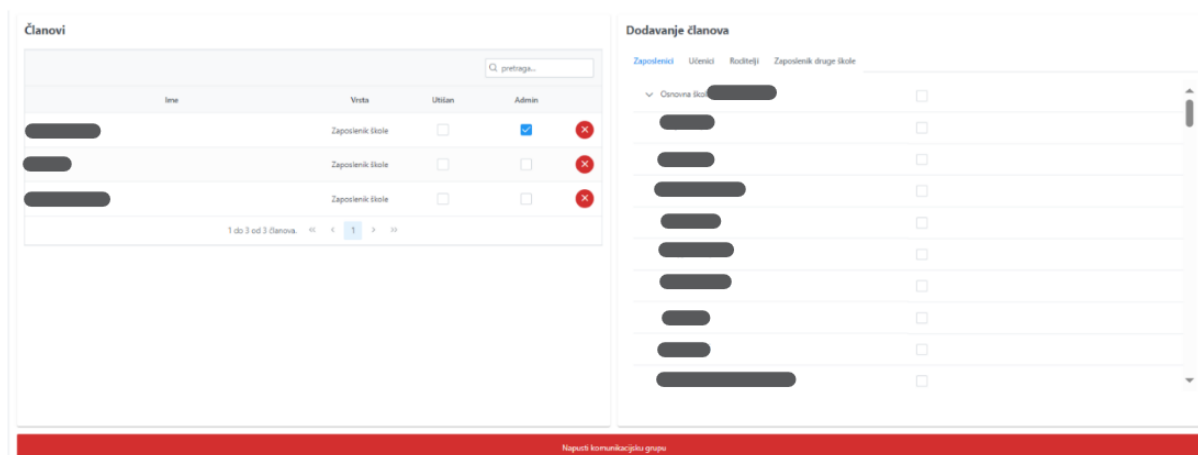 Članovi
pretraga...
Ime Vrsta Utišan Admin
Zaposlenik škole
Zaposlenik škole
Zaposlenik škole
1 do 3 od 3 članova. « < 1 > »
Dodavanje članova
Zaposlenici Učenici Roditelji Zaposlenik druge škole
Osnovna
Napusti komunikacijsku grupu